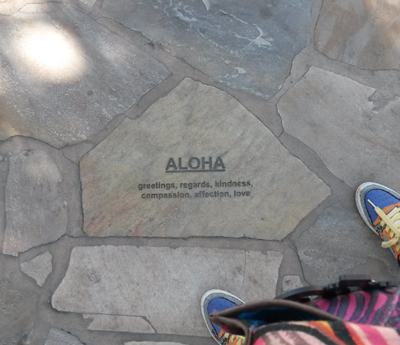 ALOHA
greetings, regards, kindness,
compassion, affection, love